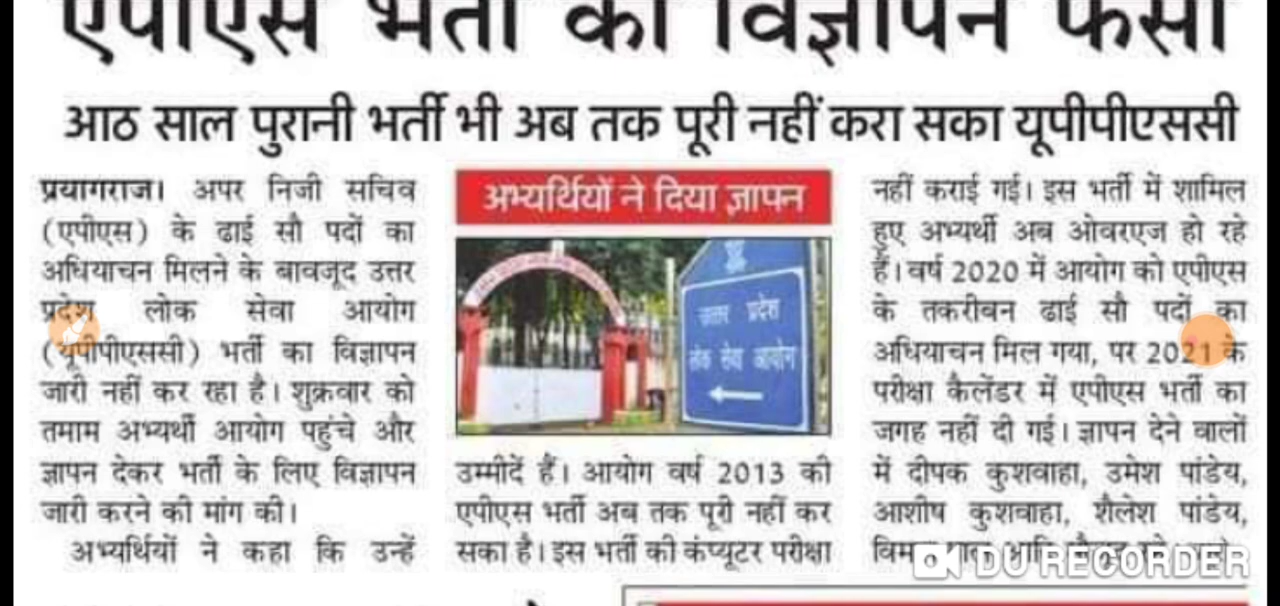 एपीएस भर्ती का विज्ञापन फंसा
आठ साल पुरानी भर्ती भी अब तक पूरी नहीं करा सका यूपीपीएससी
प्रयागराज। अपर निजी सचिव
(एपीएस) के ढाई सौ पदों का
अधियाचन मिलने के बावजूद उत्तर
प्रदेश लोक सेवा आयोग
(यूपीपीएससी) भर्ती का विज्ञापन
जारी नहीं कर रहा है। शुक्रवार को
तमाम अभ्यर्थी आयोग पहुंचे और
ज्ञापन देकर भर्ती के लिए विज्ञापन
जारी करने की मांग की।
अभ्यर्थियों ने कहा कि उन्हें
अभ्यर्थियों ने दिया ज्ञापन
उत्तर प्रदेश
लोक सेवा आयोग
उम्मीदें हैं। आयोग वर्ष 2013 की
एपीएस भर्ती अब तक पूरी नहीं कर
सका है। इस भर्ती की कंप्यूटर परीक्षा
नहीं कराई गई। इस भर्ती में शामिल
हुए अभ्यर्थी अब ओवरएज हो रहे
हैं। वर्ष 2020 में आयोग को एपीएस
के तकरीबन ढाई सौ पदों का
अधियाचन मिल गया, पर 2021 के
परीक्षा कैलेंडर में एपीएस भर्ती का
जगह नहीं दी गई। ज्ञापन देने वालों
में दीपक कुशवाहा, उमेश पांडेय,
आशीष कुशवाहा, शैलेश पांडेय,
DU RECORDER